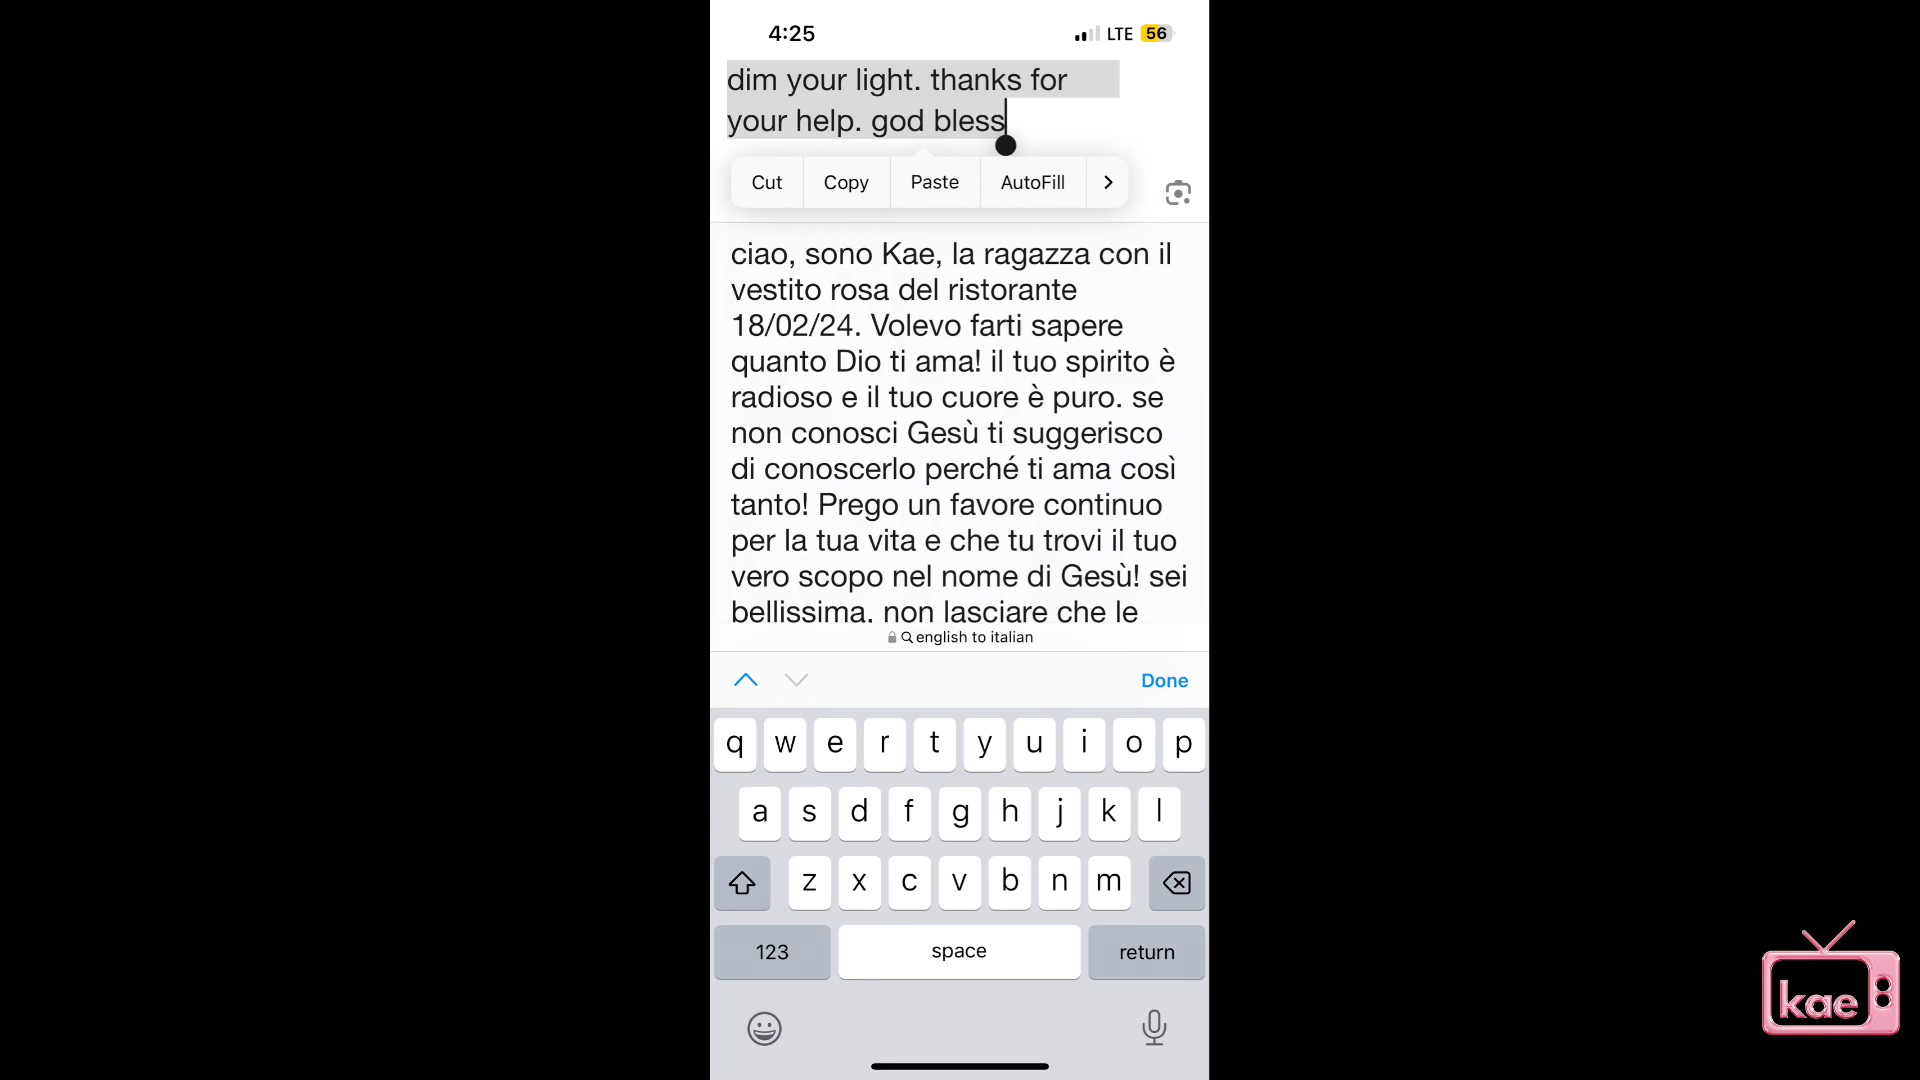 4:25
LTE 56
dim your light. thanks for
your help. god bless
Cut Copy Paste AutoFill
ciao, sono Kae, la ragazza con il
vestito rosa del ristorante
18/02/24. Volevo farti sapere
quanto Dio ti ama! il tuo spirito è
radioso e il tuo cuore è puro. se
non conosci Gesù ti suggerisco
di conoscerlo perché ti ama così
tanto! Prego un favore continuo
per la tua vita e che tu trovi il tuo
vero scopo nel nome di Gesù! sei
bellissima, non lasciare che le
english to italian
Done
q w e r t y u i o p
a s d f g h j k l
z x c v b n m
123 space return
kae